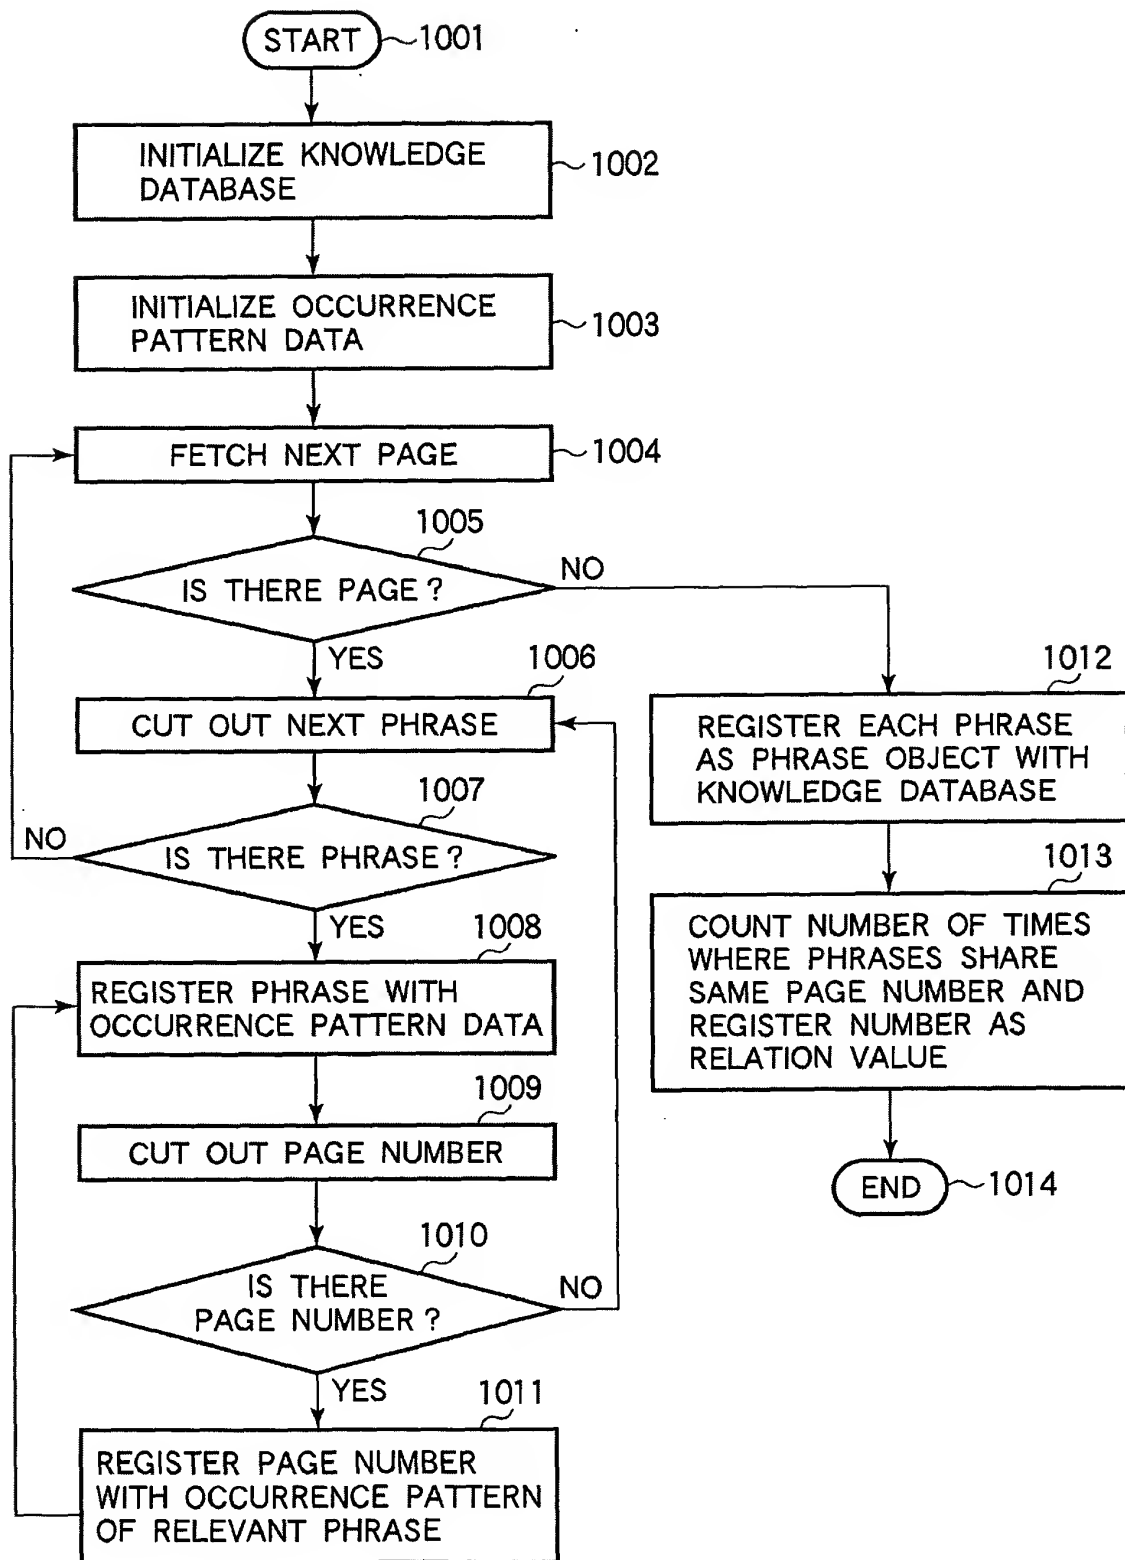 START
1001
INITIALIZE KNOWLEDGE
DATABASE
1002
INITIALIZE OCCURRENCE
PATTERN DATA
1003
FETCH NEXT PAGE
1004
1005
IS THERE PAGE ?
NO
YES
1006
CUT OUT NEXT PHRASE
1007
NO
IS THERE PHRASE ?
YES
1008
REGISTER PHRASE WITH
OCCURRENCE PATTERN DATA
1009
CUT OUT PAGE NUMBER
1010
IS THERE
PAGE NUMBER ?
NO
YES
1011
REGISTER PAGE NUMBER
WITH OCCURRENCE PATTERN
OF RELEVANT PHRASE
1012
REGISTER EACH PHRASE
AS PHRASE OBJECT WITH
KNOWLEDGE DATABASE
1013
COUNT NUMBER OF TIMES
WHERE PHRASES SHARE
SAME PAGE NUMBER AND
REGISTER NUMBER AS
RELATION VALUE
END
1014